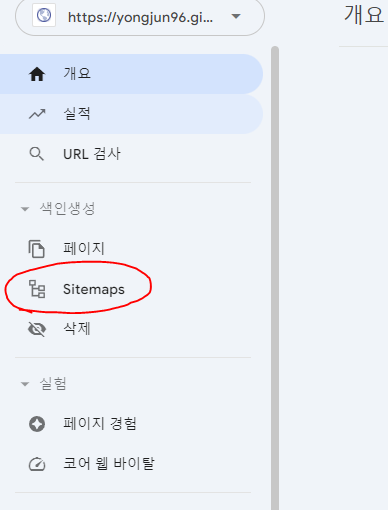 https://yongjun96.gi...
개요
개요
실적
URL 검사
색인생성
페이지
Sitemaps
삭제
실험
페이지 경험
코어 웹 바이탈